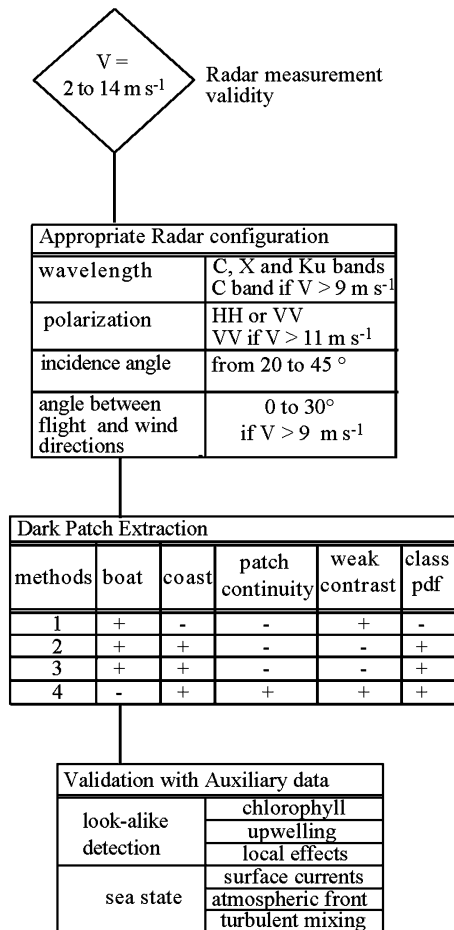 V =
2 to 14 m s-1
Radar measurement
validity
Appropriate Radar configuration
wavelength
C, X and Ku bands
C band if V > 9 m s-1
polarization
HH or VV
VV if V > 11 m s-1
incidence angle
from 20 to 45 °
angle between
flight and wind
directions
0 to 30°
if V > 9 m s-1
Dark Patch Extraction
methods boat coast patch continuity weak contrast class pdf
1 + - - + -
2 + + - - +
3 + + - - +
4 - + + + +
Validation with Auxiliary data
look-alike
detection
chlorophyll
upwelling
local effects
sea state
surface currents
atmospheric front
turbulent mixing